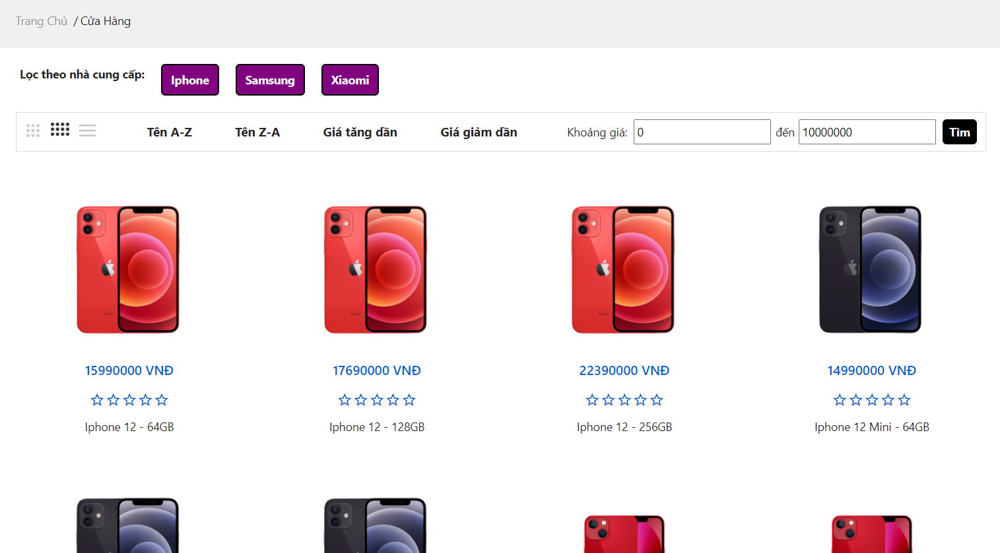 Trang Chủ / Cửa Hàng
Lọc theo nhà cung cấp: Iphone Samsung Xiaomi
Tên A-Z Tên Z-A Giá tăng dần Giá giảm dần Khoảng giá: 0 đến 10000000 Tìm
15990000 VNĐ 17690000 VNĐ 22390000 VNĐ 14990000 VNĐ
Iphone 12 - 64GB Iphone 12 - 128GB Iphone 12 - 256GB Iphone 12 Mini - 64GB